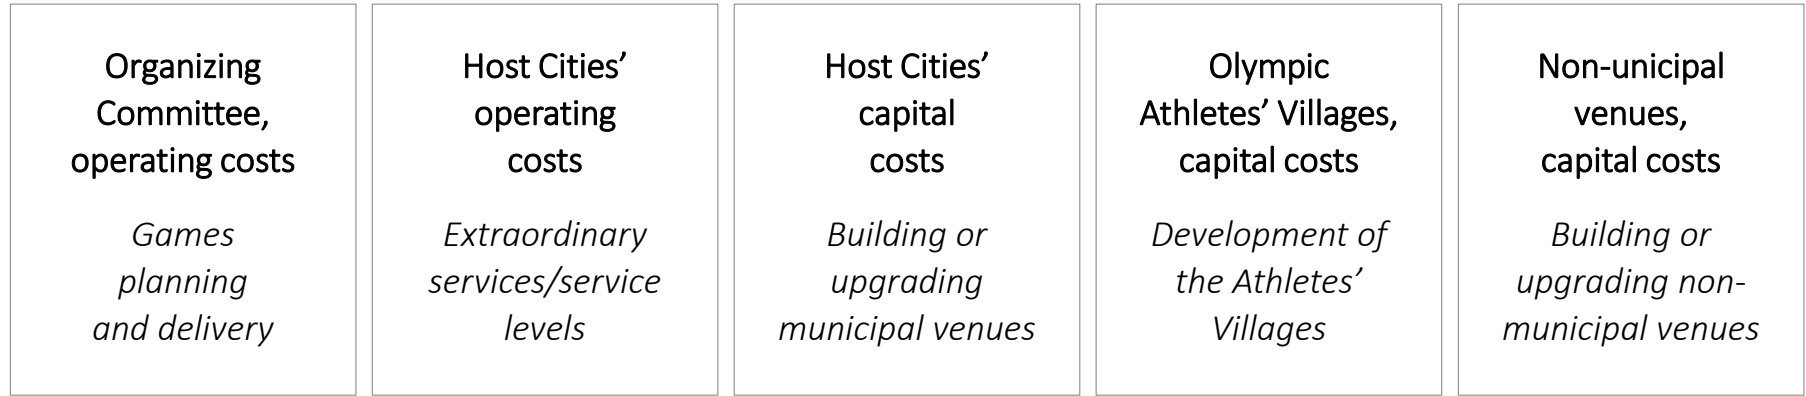 Organizing
Committee,
operating costs
Games
planning
and delivery
Host Cities’
operating
costs
Extraordinary
services/service
levels
Host Cities’
capital
costs
Building or
upgrading
municipal venues
Olympic
Athletes’ Villages,
capital costs
Development of
the Athletes’
Villages
Non-unicipal
venues,
capital costs
Building or
upgrading non-
municipal venues